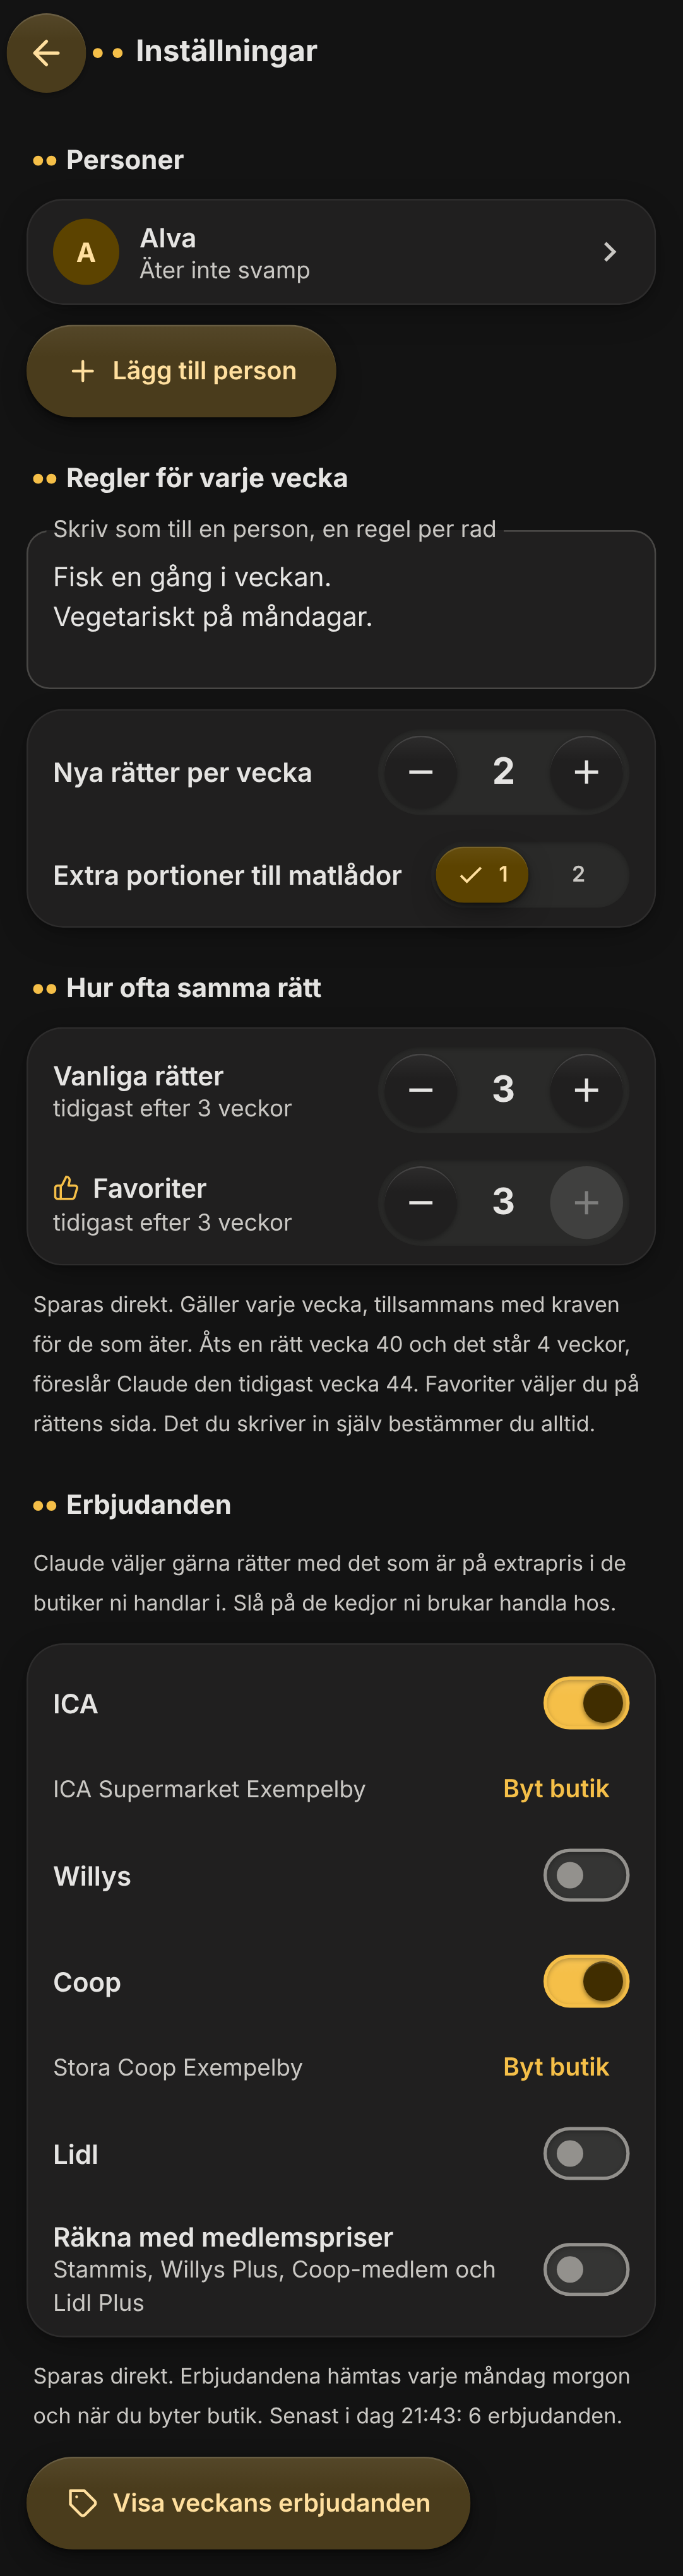 Inställningar
Personer
A
Alva
Äter inte svamp
Lägg till person
Regler för varje vecka
Skriv som till en person, en regel per rad
Fisk en gång i veckan.
Vegetariskt på måndagar.
Nya rätter per vecka
2
Extra portioner till matlådor
1
2
Hur ofta samma rätt
Vanliga rätter
tidigast efter 3 veckor
3
Favoriter
tidigast efter 3 veckor
3
Sparas direkt. Gäller varje vecka, tillsammans med kraven
för de som äter. Åts en rätt vecka 40 och det står 4 veckor,
föreslår Claude den tidigast vecka 44. Favoriter väljer du på
rättens sida. Det du skriver in själv bestämmer du alltid.
Erbjudanden
Claude väljer gärna rätter med det som är på extrapris i de
butiker ni handlar i. Slå på de kedjor ni brukar handla hos.
ICA
ICA Supermarket Exempelby
Byt butik
Willys
Coop
Stora Coop Exempelby
Byt butik
Lidl
Räkna med medlemspriser
Stammis, Willys Plus, Coop-medlem och
Lidl Plus
Sparas direkt. Erbjudandena hämtas varje måndag morgon
och när du byter butik. Senast i dag 21:43: 6 erbjudanden.
Visa veckans erbjudanden